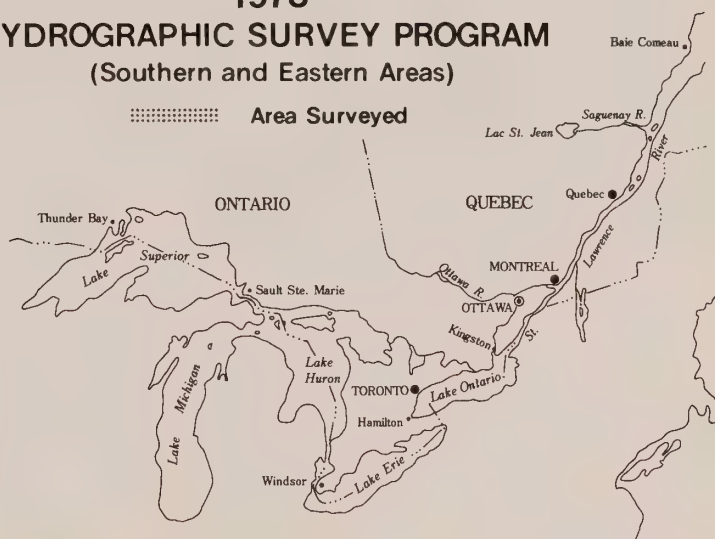 YDROGRAPHIC SURVEY PROGRAM
(Southern and Eastern Areas)
Area Surveyed
Baie Comeau
Saguenay R.
Lac St. Jean
River
ONTARIO
QUEBEC
Quebec
Thunder Bay
Superior
Lake
Lawrence
MONTREAL
Ottawa R.
Sault Ste. Marie
OTTAWA
Kingston
St.
Lake
Huron
Michigan
Lake
TORONTO
Lake Ontario
Hamilton
Windsor
Lake Erie